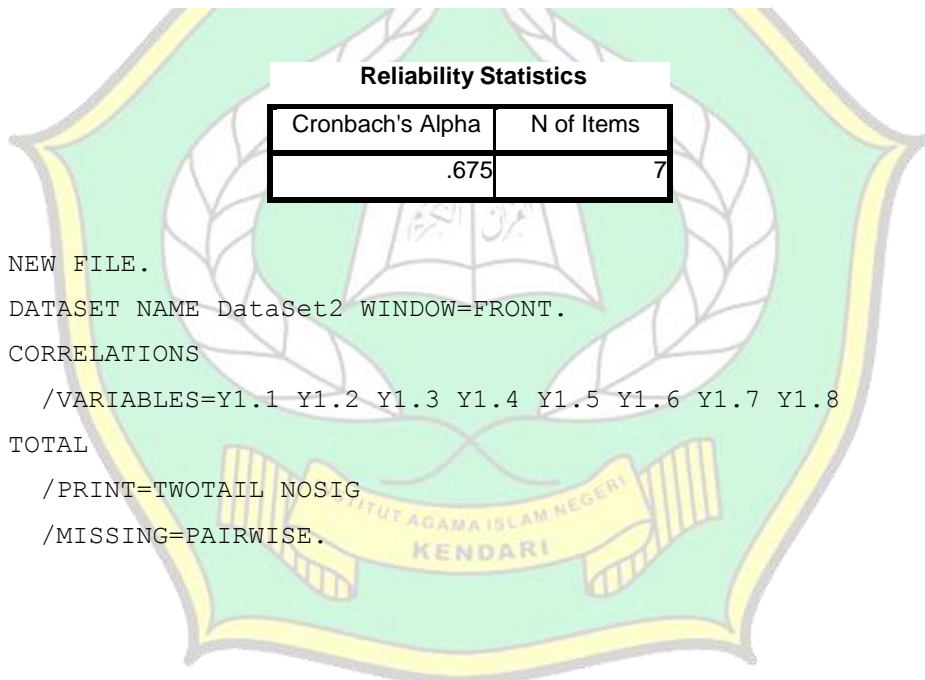 Reliability Statistics
Cronbach's Alpha N of Items
.675 7
القرآن الكريم
NEW FILE.
DATASET NAME DataSet2 WINDOW=FRONT.
CORRELATIONS
/VARIABLES=Y1.1 Y1.2 Y1.3 Y1.4 Y1.5 Y1.6 Y1.7 Y1.8
TOTAL
/PRINT=TWOTAIL NOSIG
/MISSING=PAIRWISE.
AGAMA ISLAM NEGERI
KENDARI